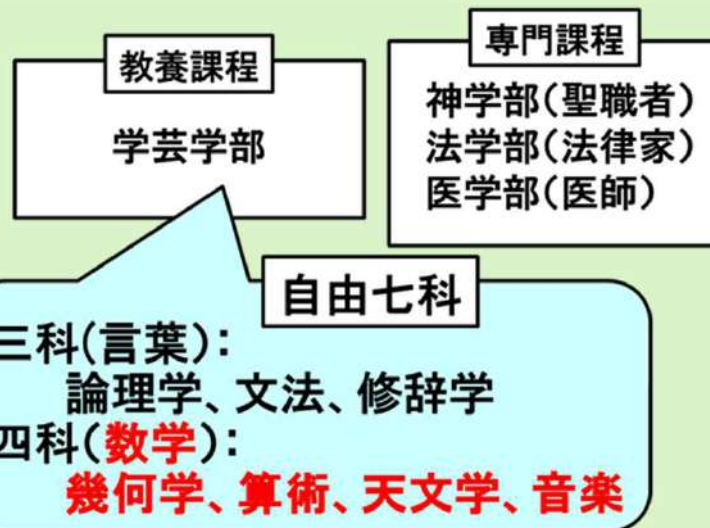 教養課程
学芸学部
専門課程
神学部(聖職者)
法学部(法律家)
医学部(医師)
自由七科
三科(言葉):
論理学、文法、修辞学
四科(数学):
幾何学、算術、天文学、音楽